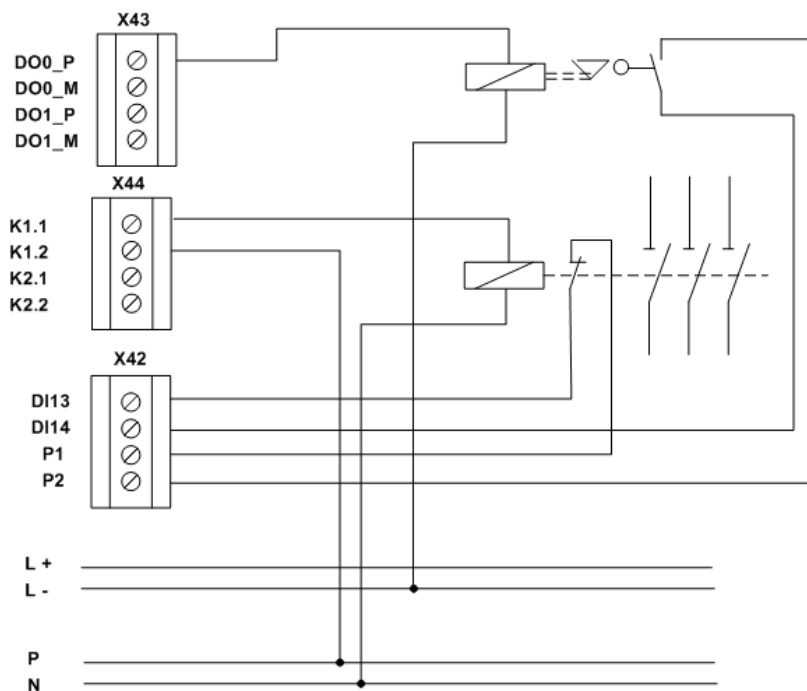 X43
DO0_P
DO0_M
DO1_P
DO1_M
X44
K1.1
K1.2
K2.1
K2.2
X42
DI13
DI14
P1
P2
L +
L -
P
N